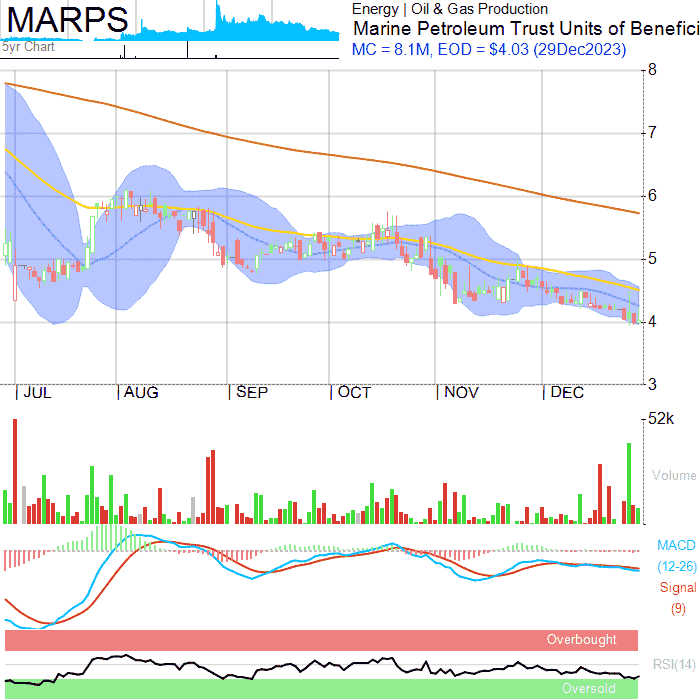 MARPS
5yr Chart
Energy | Oil & Gas Production
Marine Petroleum Trust Units of Benefici
MC = 8.1M, EOD = $4.03 (29Dec2023)
8
7
6
5
4
3
| JUL | AUG | SEP | OCT | NOV | DEC
52k
Volume
MACD
(12-26)
Signal
(9)
Overbought
RSI(14)
Oversold